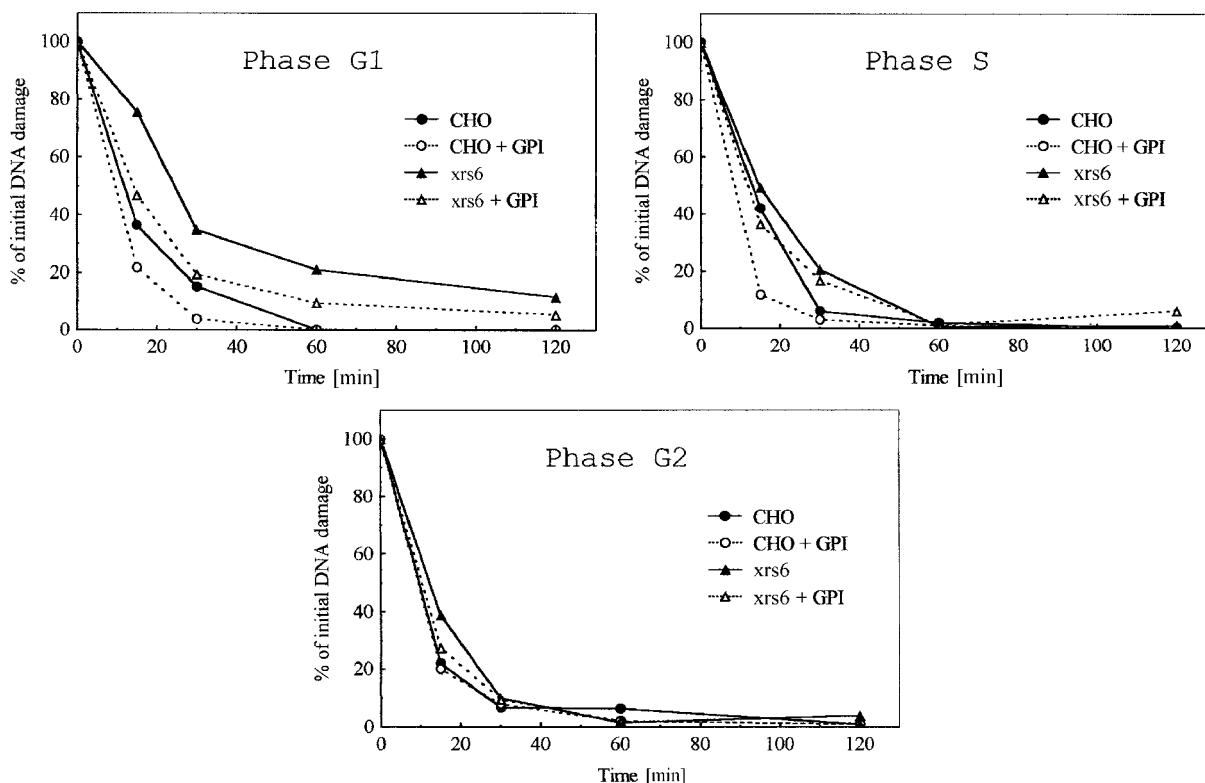 Phase G1
% of initial DNA damage
100
80
60
40
20
0
CHO
CHO + GPI
xrs6
xrs6 + GPI
0 20 40 60 80 100 120
Time [min]
Phase S
% of initial DNA damage
100
80
60
40
20
0
CHO
CHO + GPI
xrs6
xrs6 + GPI
0 20 40 60 80 100 120
Time [min]
Phase G2
% of initial DNA damage
100
80
60
40
20
0
CHO
CHO + GPI
xrs6
xrs6 + GPI
0 20 40 60 80 100 120
Time [min]